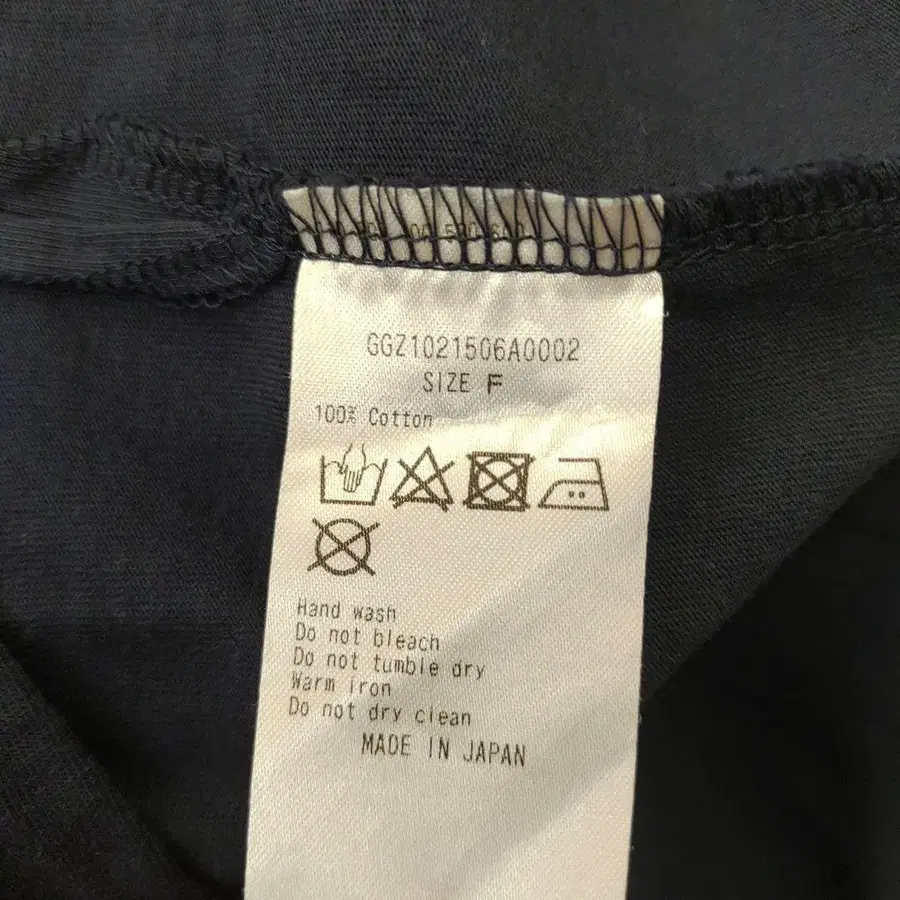 GGZ1021506A0002
SIZE F
100% Cotton
Hand wash
Do not bleach
Do not tumble dry
Warm iron
Do not dry clean
MADE IN JAPAN